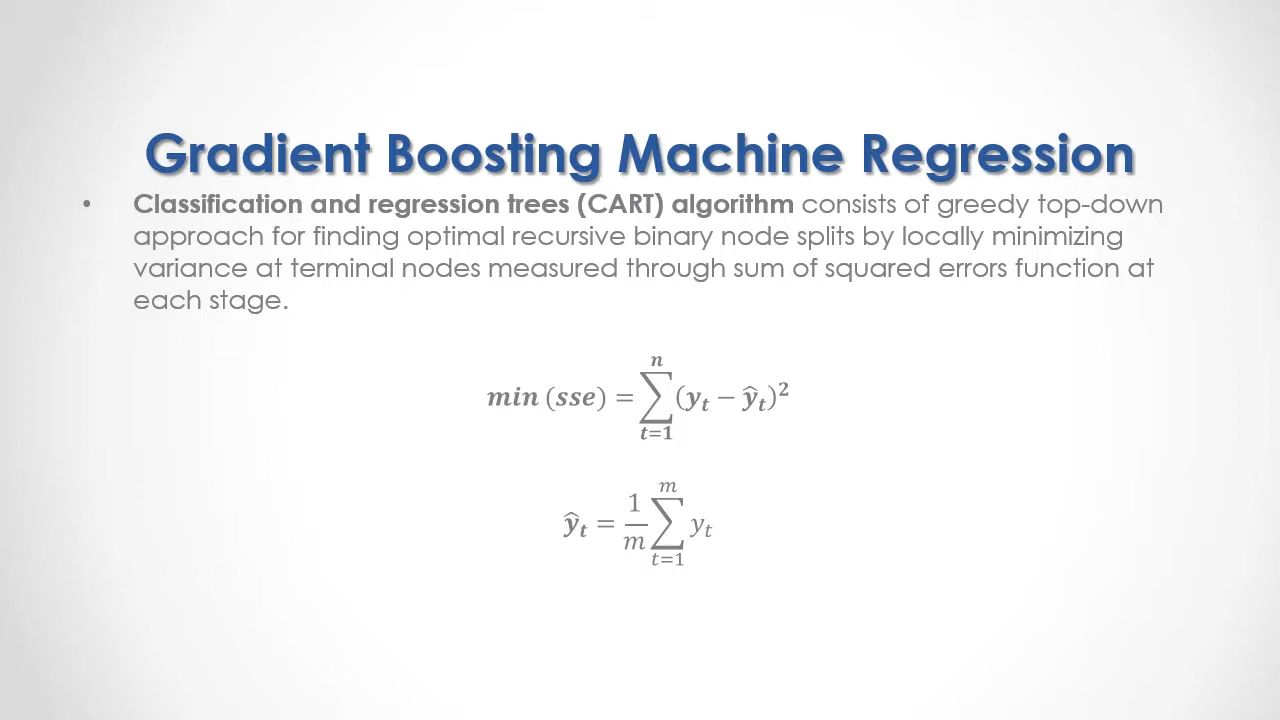 Gradient Boosting Machine Regression
• Classification and regression trees (CART) algorithm consists of greedy top-down
approach for finding optimal recursive binary node splits by locally minimizing
variance at terminal nodes measured through sum of squared errors function at
each stage.
min (sse) = ∑_{t=1}^{n} (y_t − ŷ_t)²
ŷ_t = 1/m ∑_{t=1}^{m} y_t